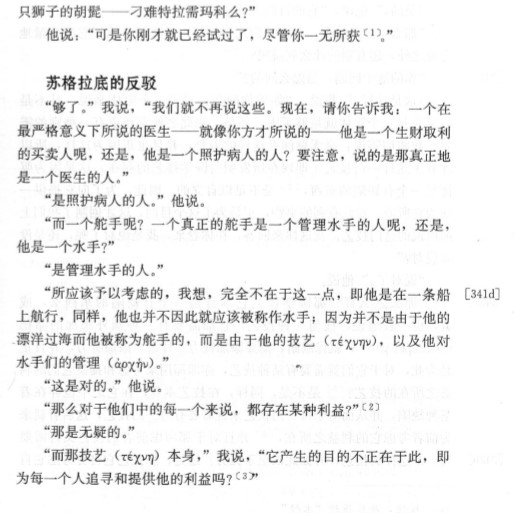 只狮子的胡髭——刁难特拉需玛科么?”
他说:“可是你刚才就已经试过了,尽管你一无所获〔1〕。”
苏格拉底的反驳
“够了。”我说,“我们就不再说这些。现在,请你告诉我:一个在
最严格意义下所说的医生——就像你方才所说的——他是一个生财取利
的买卖人呢,还是,他是一个照护病人的人?要注意,说的是那真正地
是一个医生的人。”
“是照护病人的人。”他说。
“而一个舵手呢?一个真正的舵手是一个管理水手的人呢,还是,
他是一个水手?”
“是管理水手的人。”
“所应该予以考虑的,我想,完全不在于这一点,即他是在一条船 [341d]
上航行,同样,他也并不因此就应该被称作水手;因为并不是由于他的
漂洋过海而他被称为舵手的,而是由于他的技艺(τέχνην),以及他对
水手们的管理(ἀρχήν)。”
“这是对的。”他说。
“那么对于他们中的每一个来说,都存在某种利益?”〔2〕
“那是无疑的。”
“而那技艺(τέχνη)本身,”我说,“它产生的目的不正在于此,即
为每一个人追寻和提供他的利益吗?〔3〕”